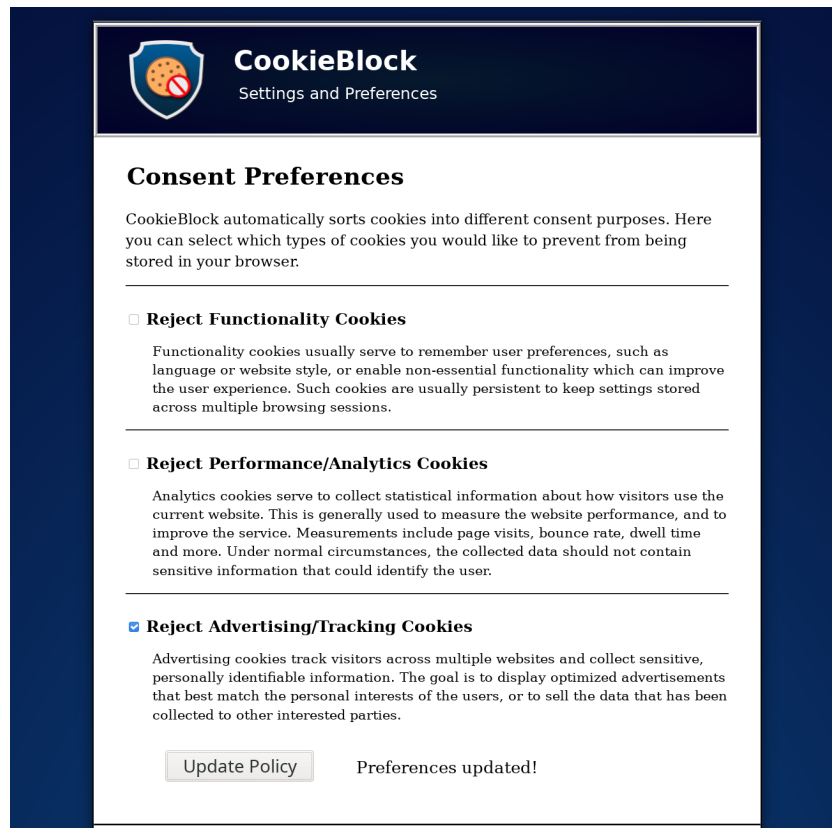 CookieBlock
Settings and Preferences
Consent Preferences
CookieBlock automatically sorts cookies into different consent purposes. Here
you can select which types of cookies you would like to prevent from being
stored in your browser.
Reject Functionality Cookies
Functionality cookies usually serve to remember user preferences, such as
language or website style, or enable non-essential functionality which can improve
the user experience. Such cookies are usually persistent to keep settings stored
across multiple browsing sessions.
Reject Performance/Analytics Cookies
Analytics cookies serve to collect statistical information about how visitors use the
current website. This is generally used to measure the website performance, and to
improve the service. Measurements include page visits, bounce rate, dwell time
and more. Under normal circumstances, the collected data should not contain
sensitive information that could identify the user.
Reject Advertising/Tracking Cookies
Advertising cookies track visitors across multiple websites and collect sensitive,
personally identifiable information. The goal is to display optimized advertisements
that best match the personal interests of the users, or to sell the data that has been
collected to other interested parties.
Update Policy Preferences updated!